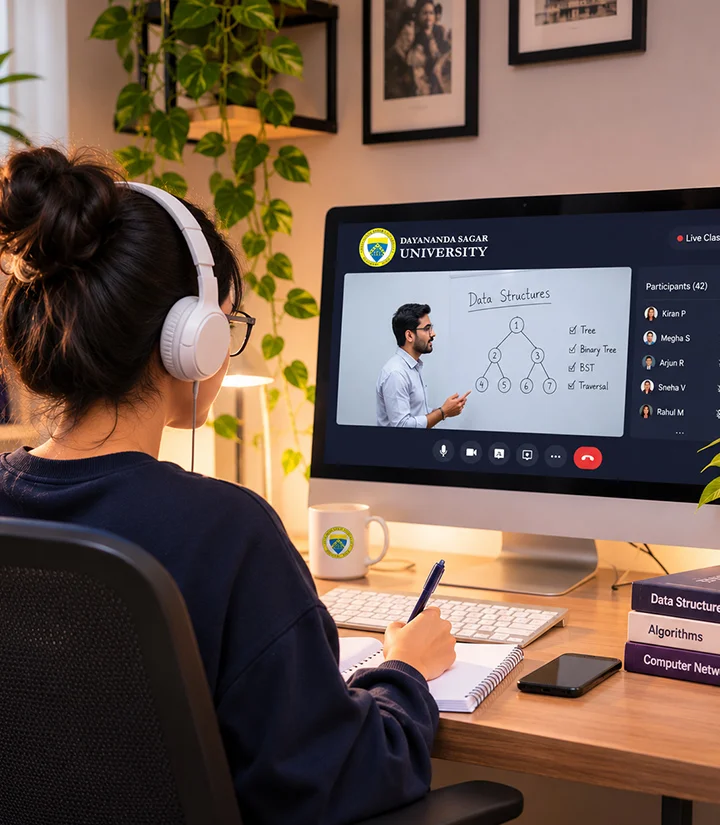 DAYANANDA SAGAR
UNIVERSITY
Live Clas
Data Structures
1
2
3
4
5
6
7
Tree
Binary Tree
BST
Traversal
Participants (42)
Kiran P
Megha S
Arjun R
Sneha V
Rahul M
...
Data Structure
Algorithms
Computer Netw